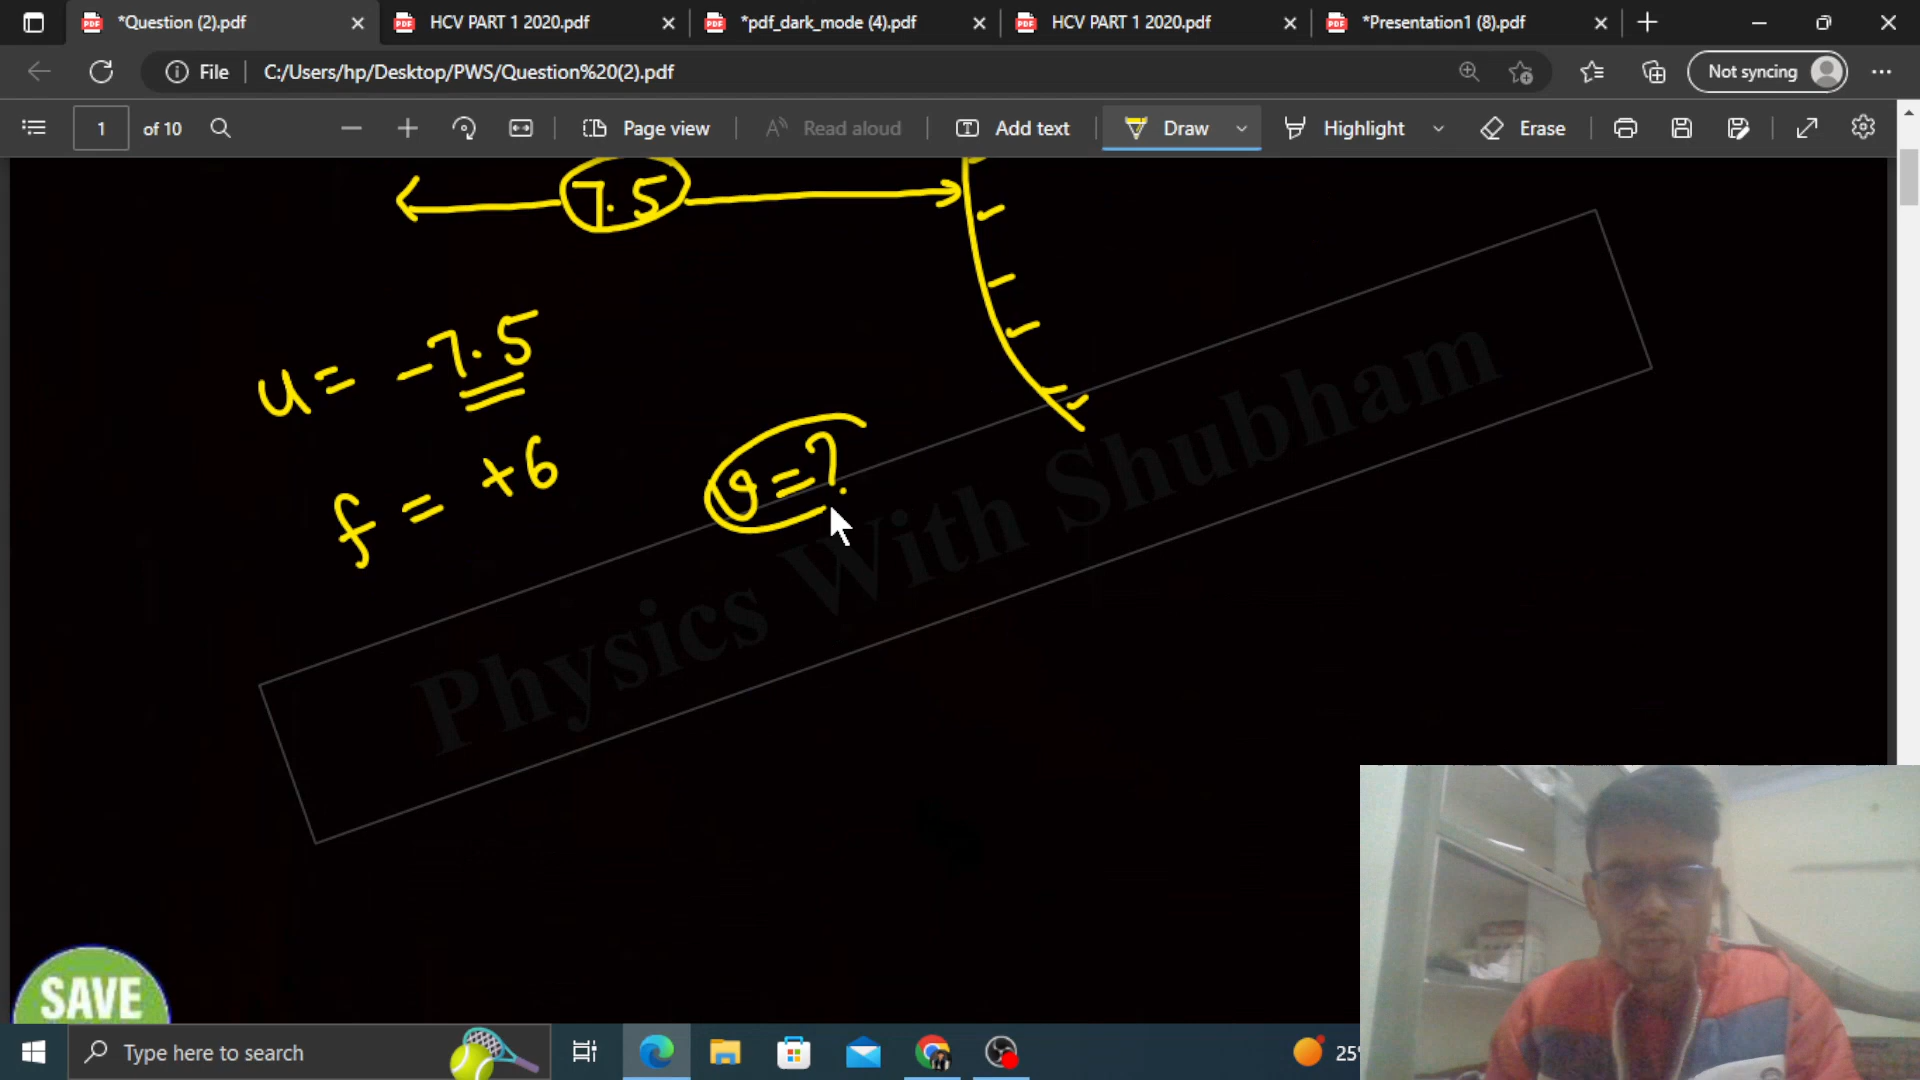 *Question (2).pdf
HCV PART 1 2020.pdf
*pdf_dark_mode (4).pdf
HCV PART 1 2020.pdf
*Presentation1 (8).pdf
File
C:/Users/hp/Desktop/PWS/Question%20(2).pdf
Not syncing
1 of 10
Page view
Read aloud
Add text
Draw
Highlight
Erase
7.5
u = -7.5
f = +6
v = ?
Physics With Shubham
SAVE
Type here to search
25°